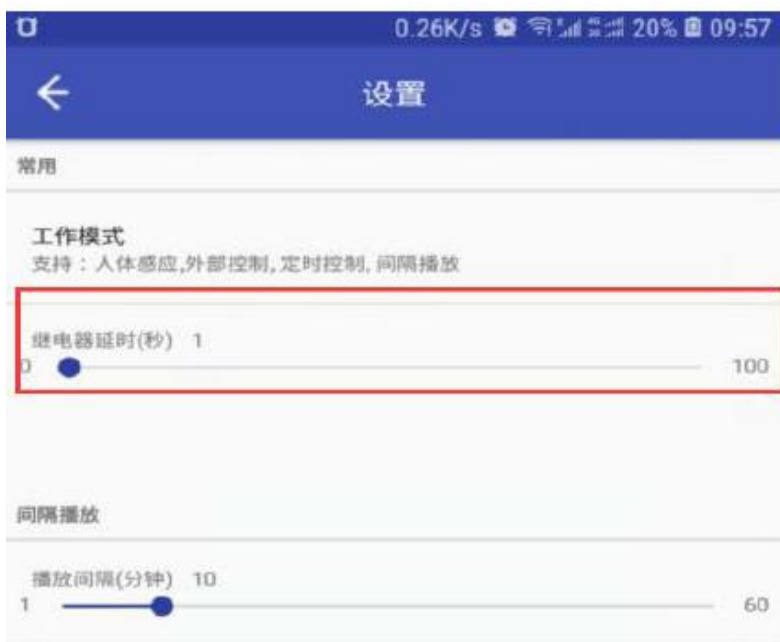 0.26K/s 20% 09:57
设置
常用
工作模式
支持：人体感应,外部控制,定时控制,间隔播放
继电器延时(秒) 1
0 100
间隔播放
播放间隔(分钟) 10
1 60